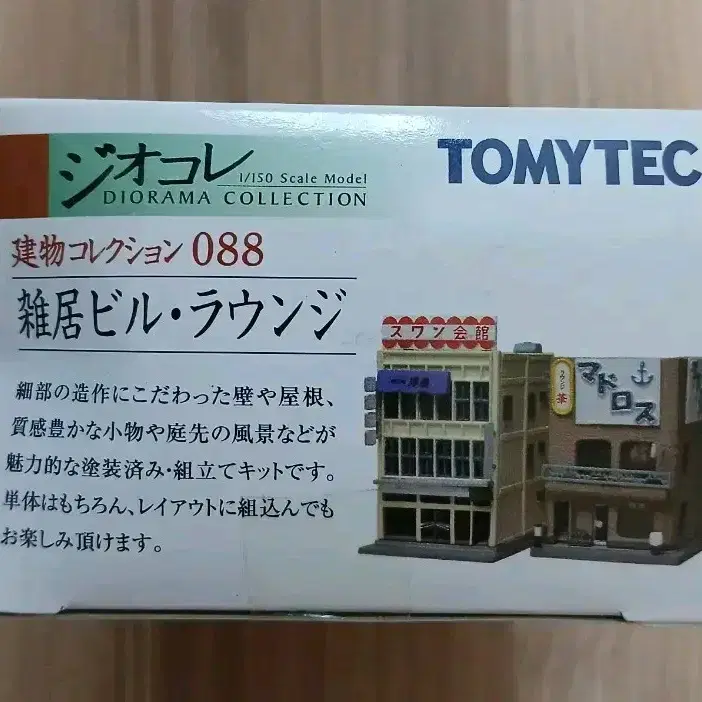 ジオコレ
1/150 Scale Model
DIORAMA COLLECTION
TOMYTEC
建物コレクション 088
雑居ビル・ラウンジ
細部の造作にこだわった壁や屋根、
質感豊かな小物や庭先の風景などが
魅力的な塗装済み・組立てキットです。
単体はもちろん、レイアウトに組込んでも
お楽しみ頂けます。
スワン会館
ラウンジ 華
マドロス